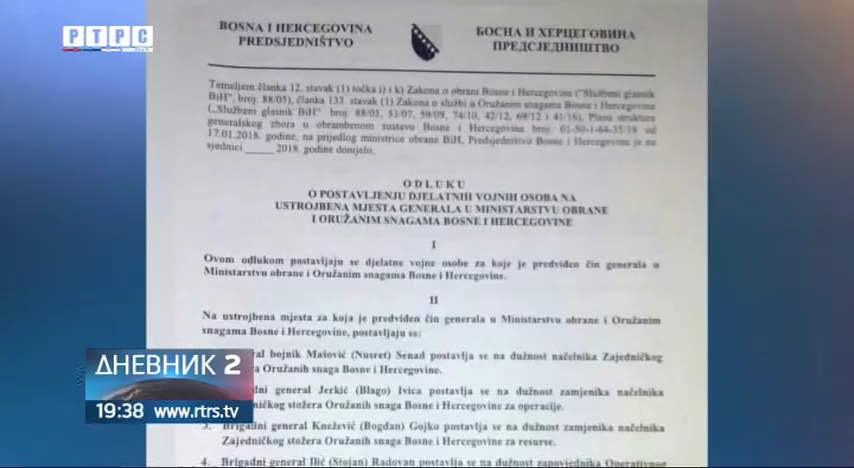 РТРС
BOSNA I HERCEGOVINA
PREDSJEDNIŠTVO
БОСНА И ХЕРЦЕГОВИНА
ПРЕДСЈЕДНИШТВО
Temeljem članka 12. stavak (1) točka i) i k) Zakona o obrani Bosne i Hercegovine ("Službeni glasnik
BiH", broj: 88/05), članka 133. stavak (1) Zakona o službi u Oružanim snagama Bosne i Hercegovine
(„Službeni glasnik BiH" broj: 88/05, 53/07, 59/09, 74/10, 42/12, 69/12 i 41/16), Plana strukture
generalskog zbora u obrambenom sustavu Bosne i Hercegovine broj: 01-50-1-64-35/18 od
17.01.2018. godine, na prijedlog ministrice obrane BiH, Predsjedništvo Bosne i Hercegovine je na
sjednici _____ 2018. godine donijelo,
O D L U K U
O POSTAVLJENJU DJELATNIH VOJNIH OSOBA NA
USTROJBENA MJESTA GENERALA U MINISTARSTVU OBRANE
I ORUŽANIM SNAGAMA BOSNE I HERCEGOVINE
I
Ovom odlukom postavljaju se djelatne vojne osobe za koje je predviđen čin generala u
Ministarstvu obrane i Oružanim snagama Bosne i Hercegovine.
II
Na ustrojbena mjesta za koja je predviđen čin generala u Ministarstvu obrane i Oružanim
snagama Bosne i Hercegovine, postavljaju se:
bojnik Mašović (Nusret) Senad postavlja se na dužnost načelnika Zajedničkog
Oružanih snaga Bosne i Hercegovine.
general Jerkić (Blago) Ivica postavlja se na dužnost zamjenika načelnika
stožera Oružanih snaga Bosne i Hercegovine za operacije.
3. Brigadni general Knežević (Bogdan) Gojko postavlja se na dužnost zamjenika načelnika
Zajedničkog stožera Oružanih snaga Bosne i Hercegovine za resurse.
4. Brigadni general Ilić (Stojan) Radovan postavlja se na dužnost zapovjednika Operativnog
ДНЕВНИК 2
19:38 www.rtrs.tv